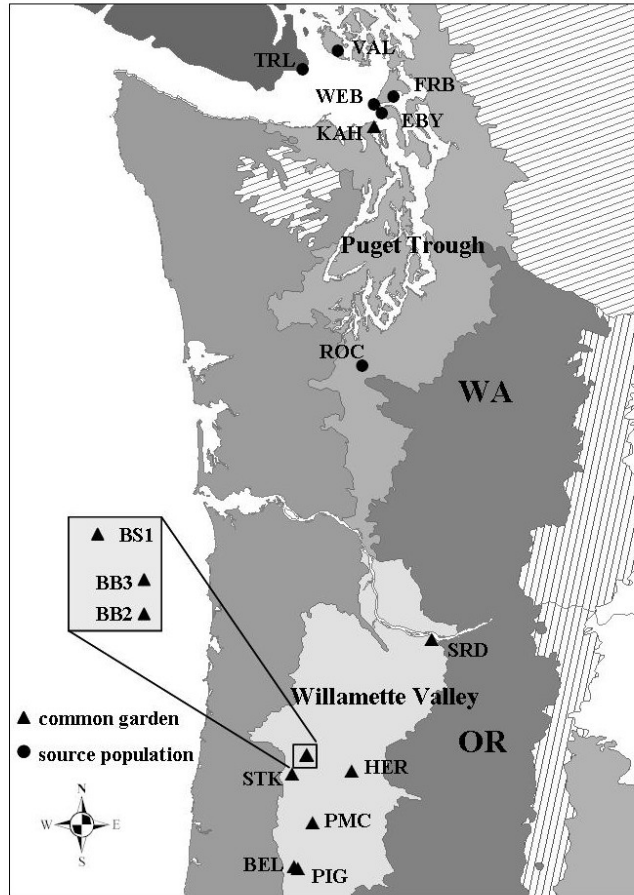 VAL
TRL
FRB
WEB
EBY
KAH
Puget Trough
ROC
WA
BS1
BB3
BB2
SRD
Willamette Valley
▲ common garden
● source population
OR
STK
HER
N
W E
S
PMC
BEL
PIG